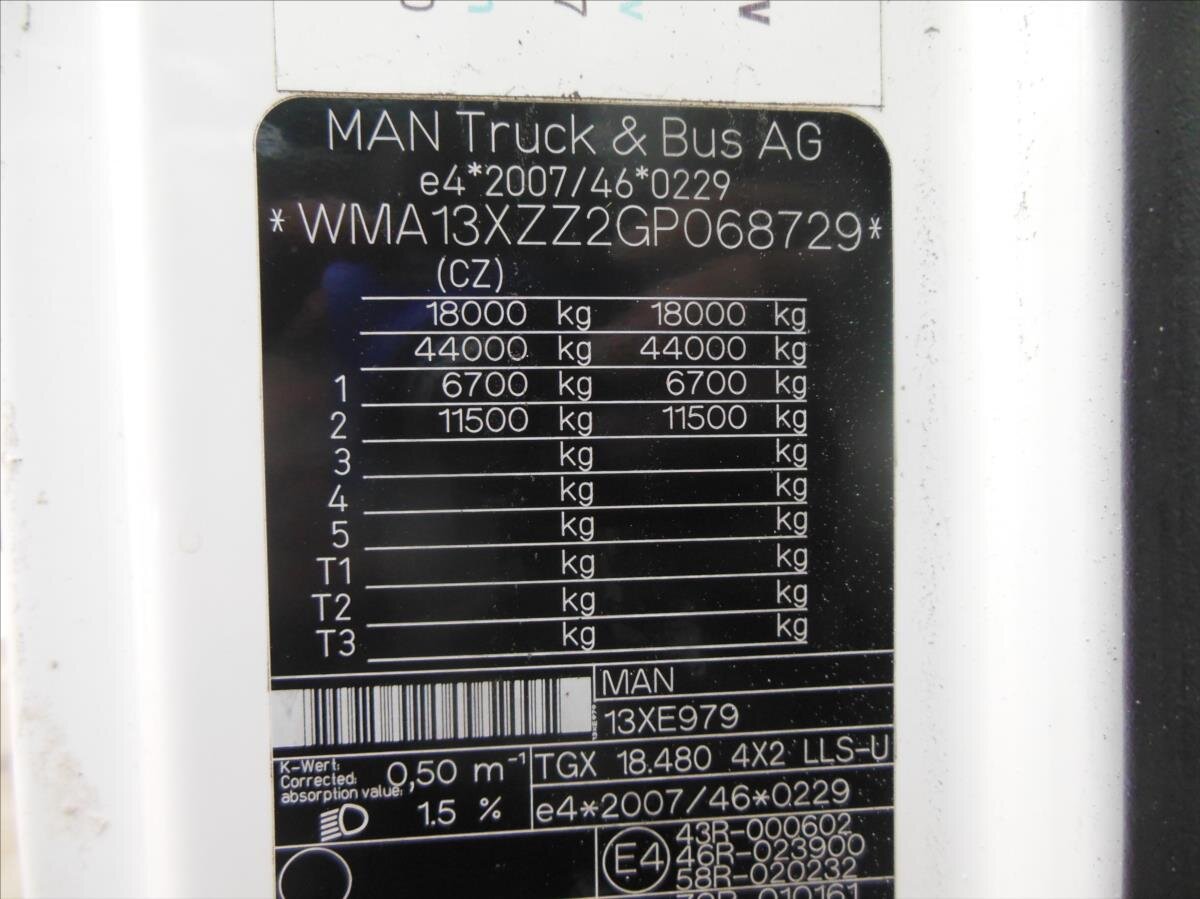 MAN Truck & Bus AG
e4*2007/46*0229
*WMA13XZZ2GP068729*
(CZ)
18000 kg 18000 kg
44000 kg 44000 kg
1 6700 kg 6700 kg
2 11500 kg 11500 kg
3 kg kg
4 kg kg
5 kg kg
T1 kg kg
T2 kg kg
T3 kg kg
MAN
13XE979
13XE979
K-Wert:
Corrected:
absorption value:
0,50 m⁻¹
1.5 %
TGX 18.480 4X2 LLS-U
e4*2007/46*0229
E4
43R-000602
46R-023900
58R-020232